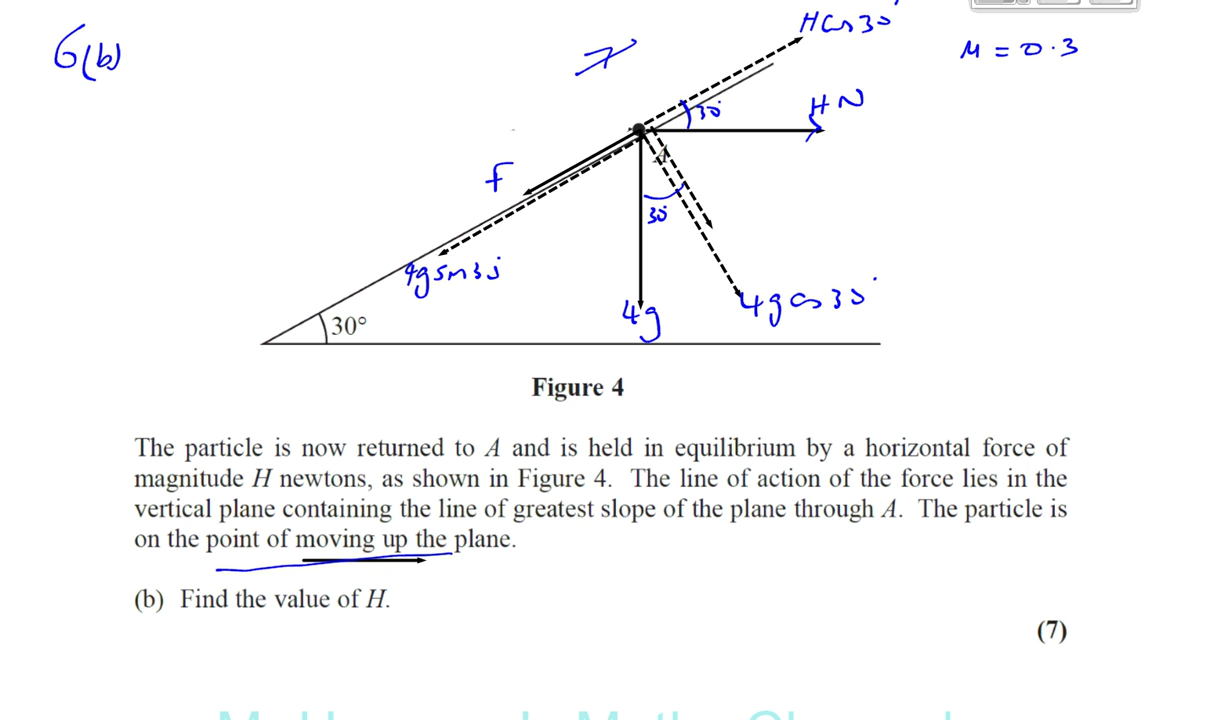 6(b)
Hcos30°
μ = 0.3
30°
H N
A
F
30°
4gsin30
4g
4gcos30°
30°
Figure 4
The particle is now returned to A and is held in equilibrium by a horizontal force of
magnitude H newtons, as shown in Figure 4. The line of action of the force lies in the
vertical plane containing the line of greatest slope of the plane through A. The particle is
on the point of moving up the plane.
(b) Find the value of H.
(7)